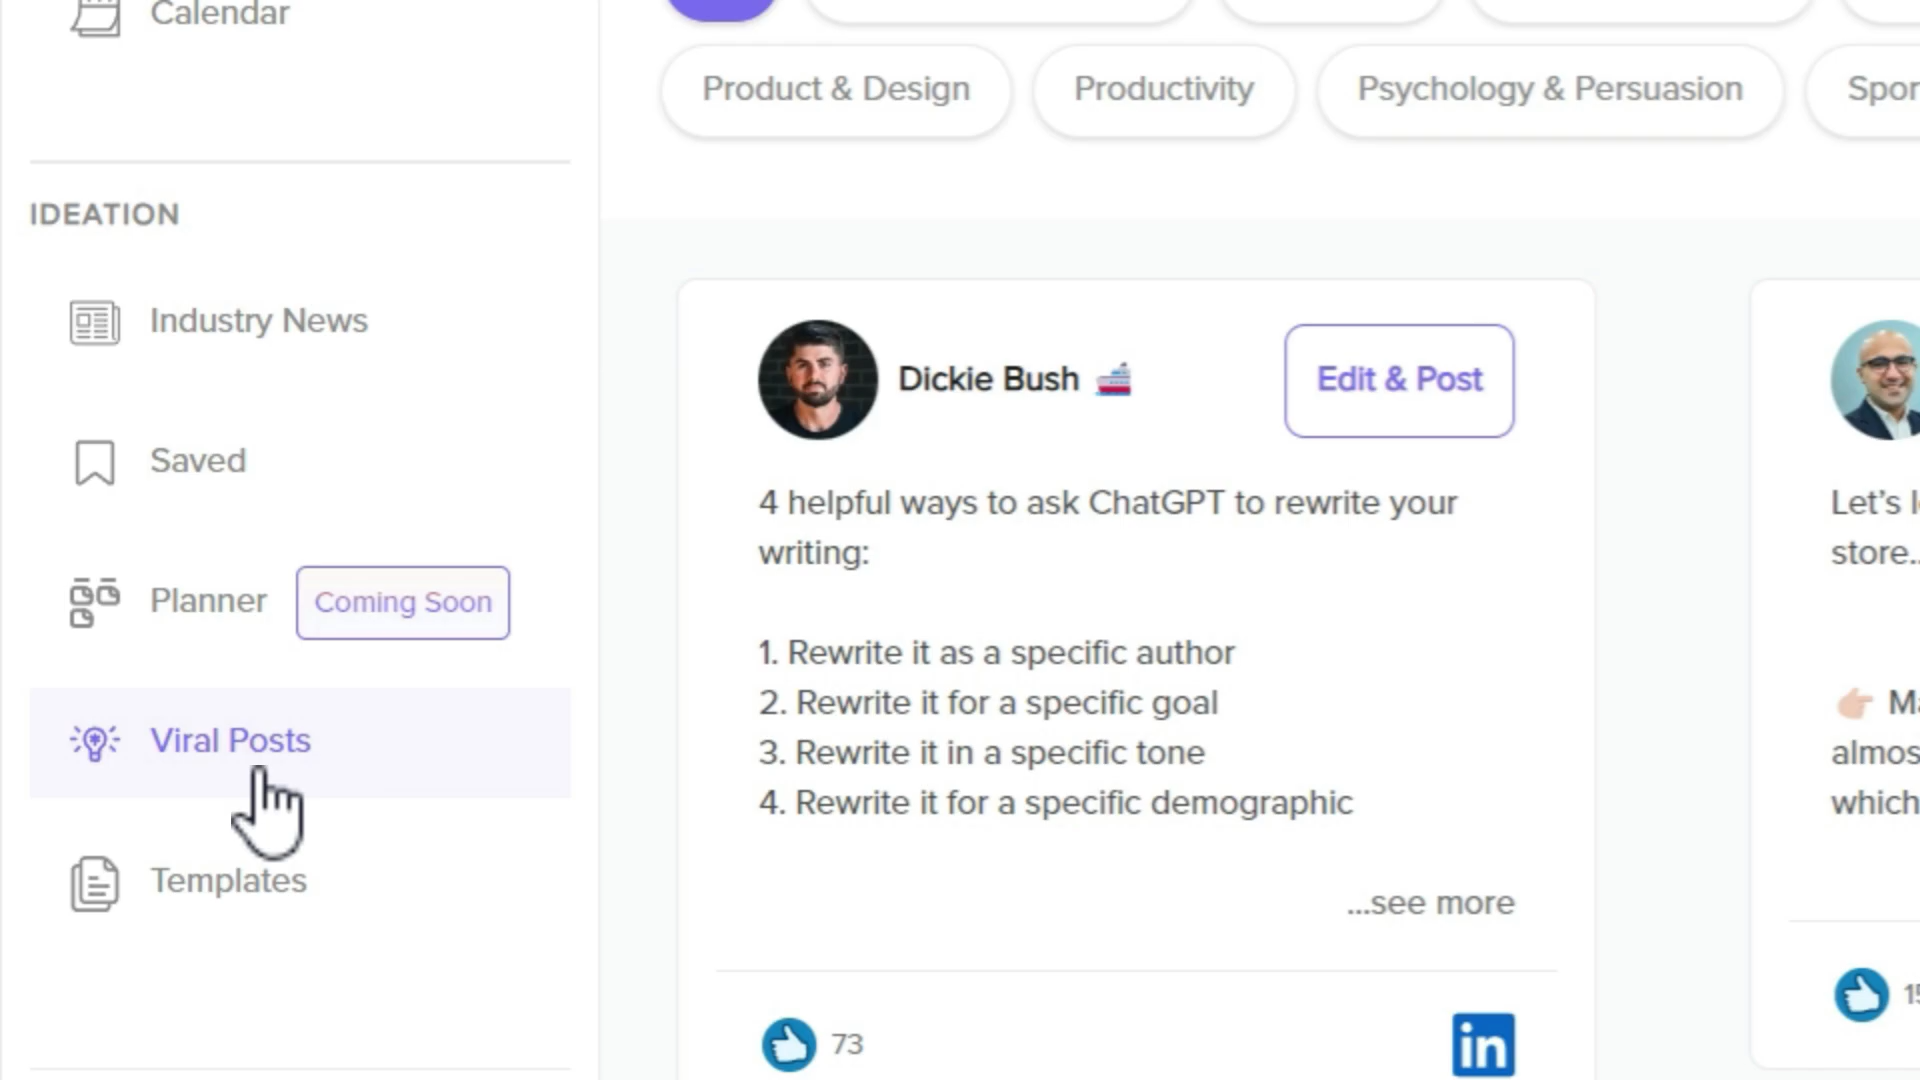 Calendar
Product & Design
Productivity
Psychology & Persuasion
IDEATION
Industry News
Saved
Planner
Coming Soon
Viral Posts
Templates
Dickie Bush
Edit & Post
4 helpful ways to ask ChatGPT to rewrite your
writing:
1. Rewrite it as a specific author
2. Rewrite it for a specific goal
3. Rewrite it in a specific tone
4. Rewrite it for a specific demographic
...see more
73
in
Let's
store..
which